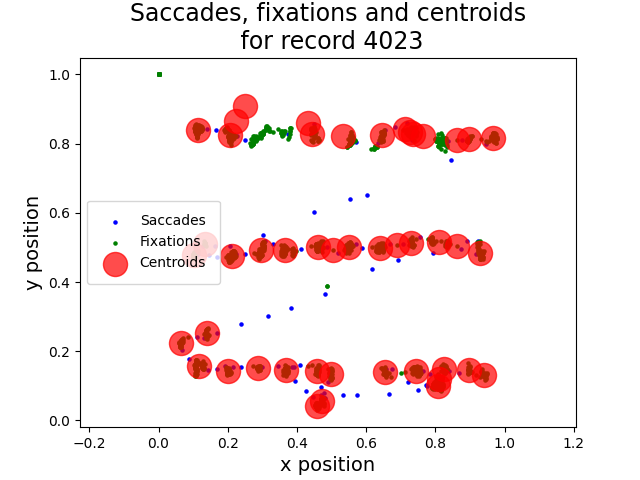 Saccades, fixations and centroids
for record 4023
1.0
0.8
0.6
0.4
0.2
0.0
y position
Saccades
Fixations
Centroids
−0.2
0.0
0.2
0.4
0.6
0.8
1.0
1.2
x position